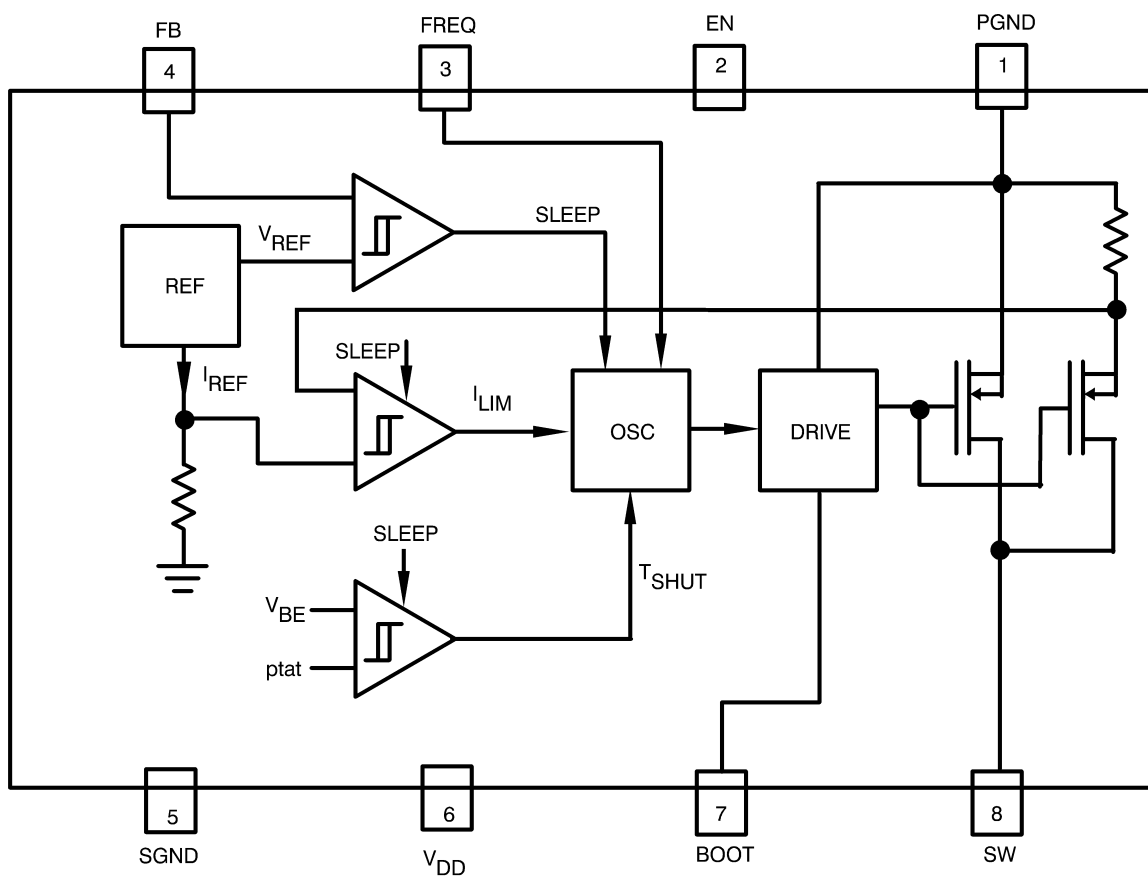 FB
FREQ
EN
PGND
4
3
2
1
SLEEP
VREF
REF
SLEEP
IREF
ILIM
OSC
DRIVE
SLEEP
TSHUT
VBE
ptat
5
6
7
8
SGND
VDD
BOOT
SW